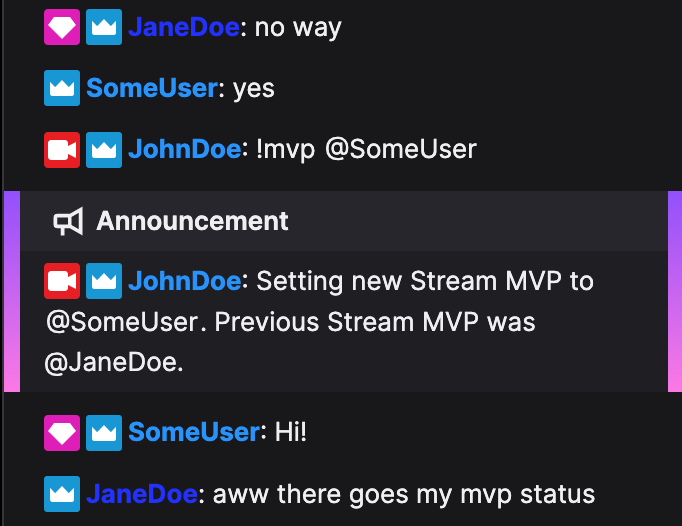 JaneDoe: no way
SomeUser: yes
JohnDoe: !mvp @SomeUser
Announcement
JohnDoe: Setting new Stream MVP to
@SomeUser. Previous Stream MVP was
@JaneDoe.
SomeUser: Hi!
JaneDoe: aww there goes my mvp status